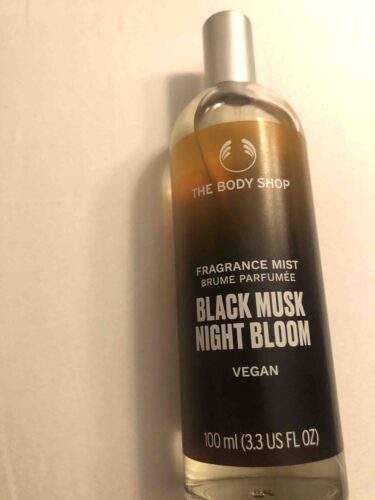 THE BODY SHOP
FRAGRANCE MIST
BRUME PARFUMÉE
BLACK MUSK
NIGHT BLOOM
VEGAN
100 ml (3.3 US FL OZ)